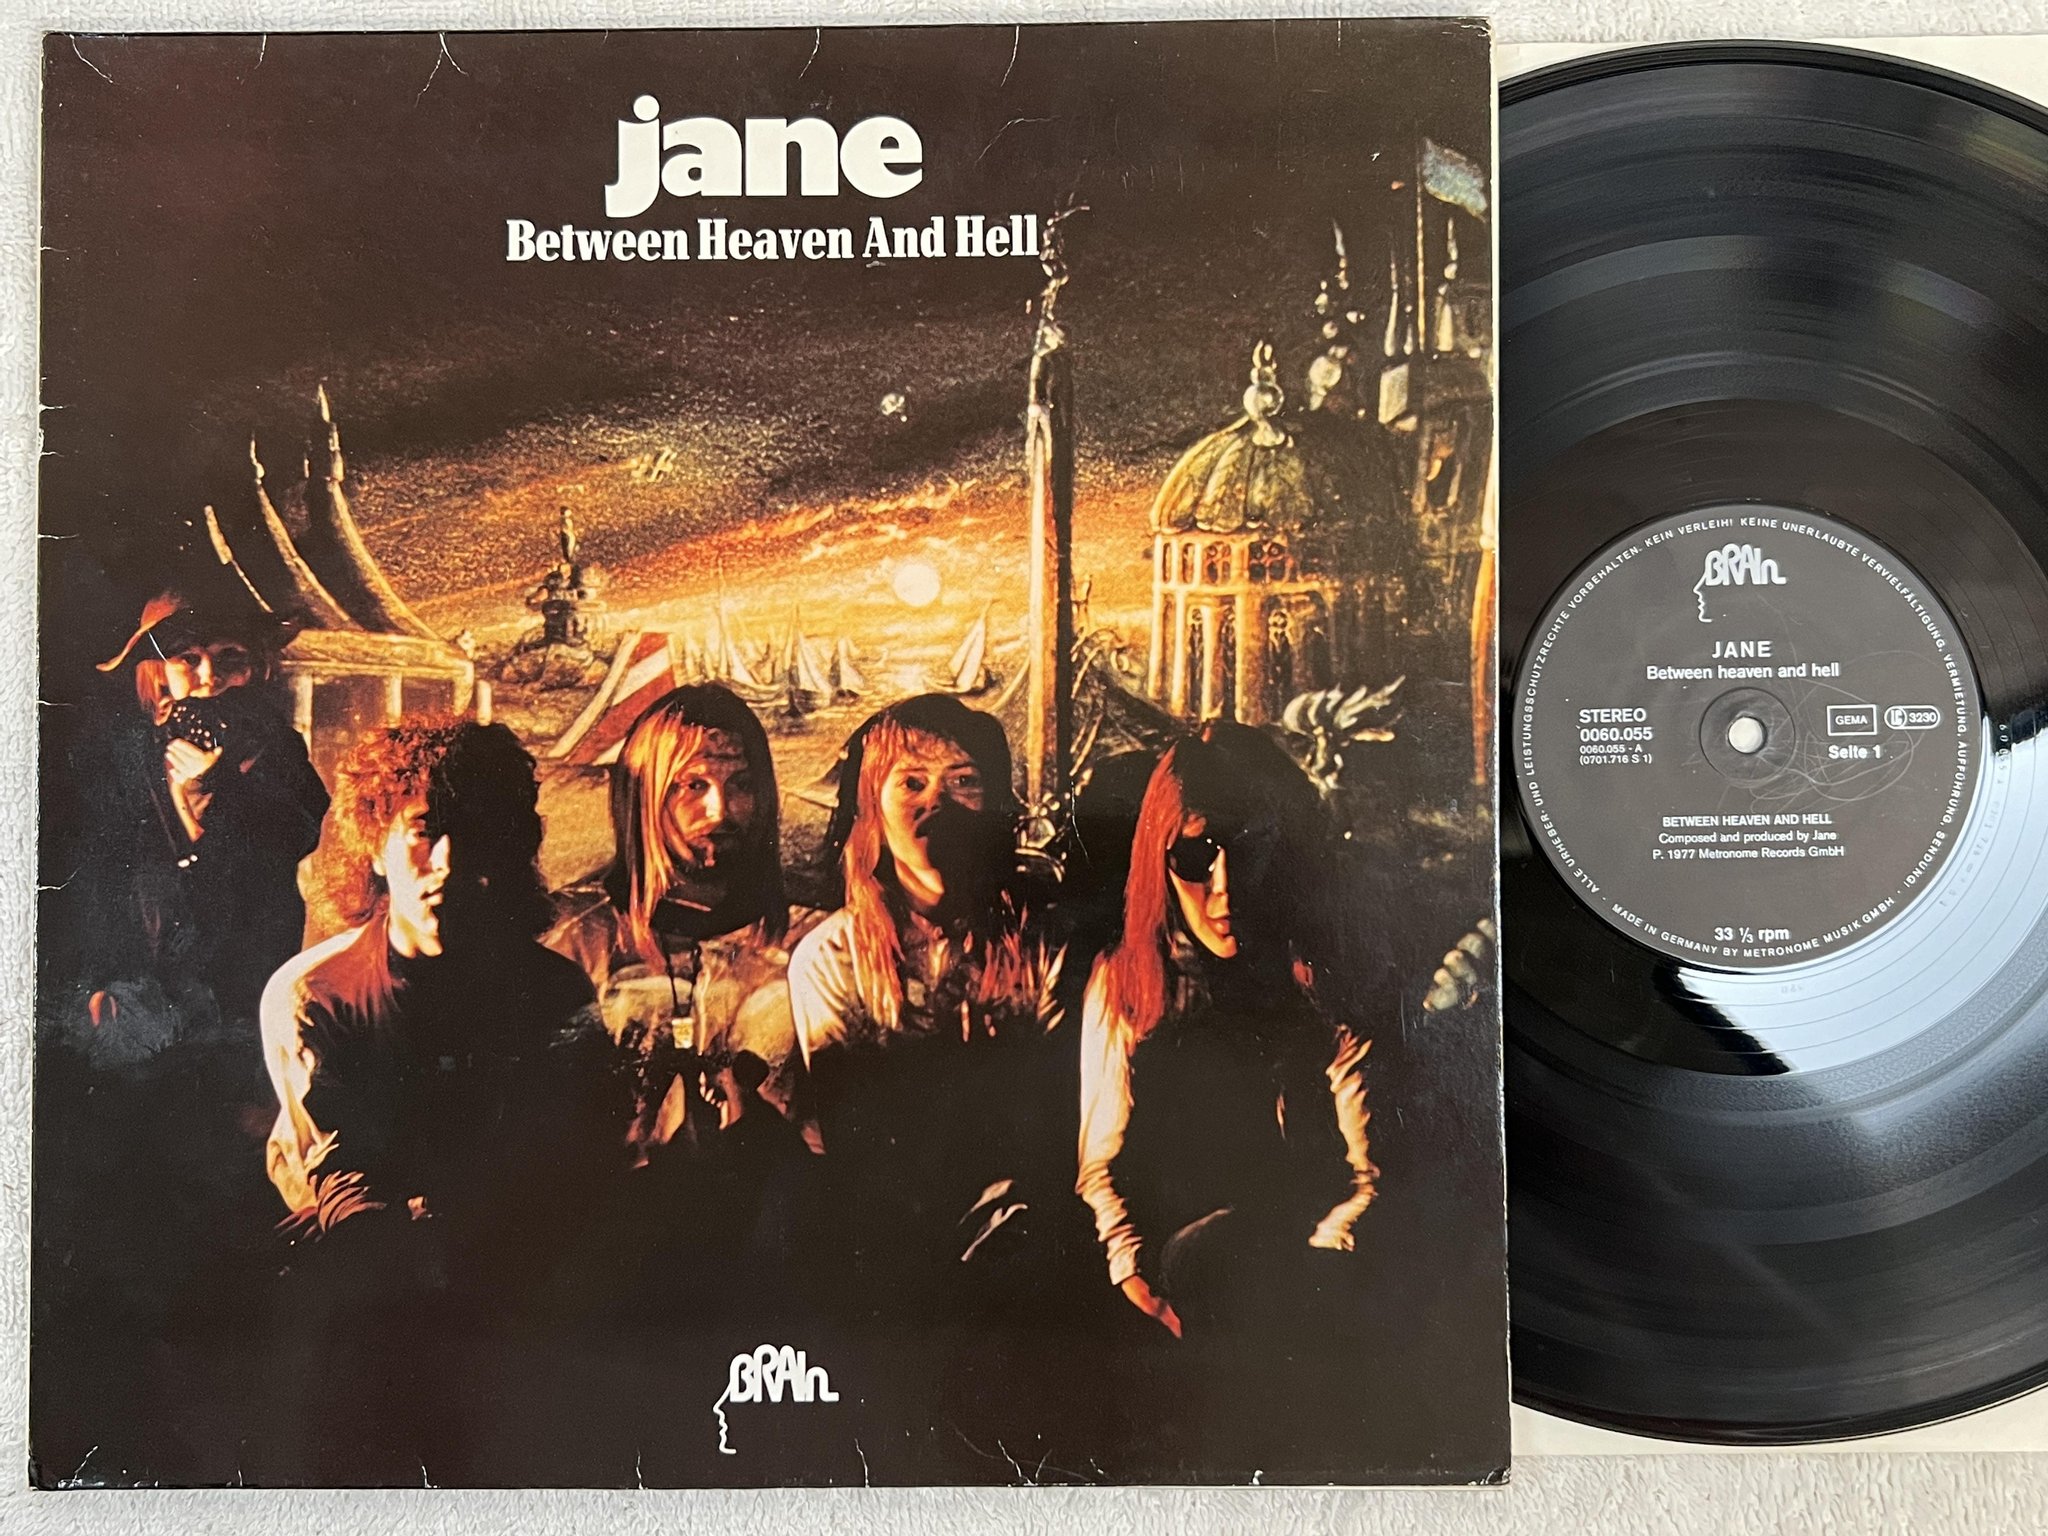 jane
Between Heaven And Hell
BRAIn
ALLE URHEBER- UND LEISTUNGSSCHUTZRECHTE VORBEHALTEN. KEIN VERLEIH! KEINE UNERLAUBTE VERVIELFÄLTIGUNG, VERMIETUNG, AUFFÜHRUNG, SENDUNG!
BRAIn
JANE
Between heaven and hell
STEREO
0060.055
0060.055 - A
(0701.716 S 1)
GEMA
LC 3230
Seite 1
BETWEEN HEAVEN AND HELL
Composed and produced by Jane
P. 1977 Metronome Records GmbH
33 ⅓ rpm
· MADE IN GERMANY BY METRONOME MUSIK GMBH ·